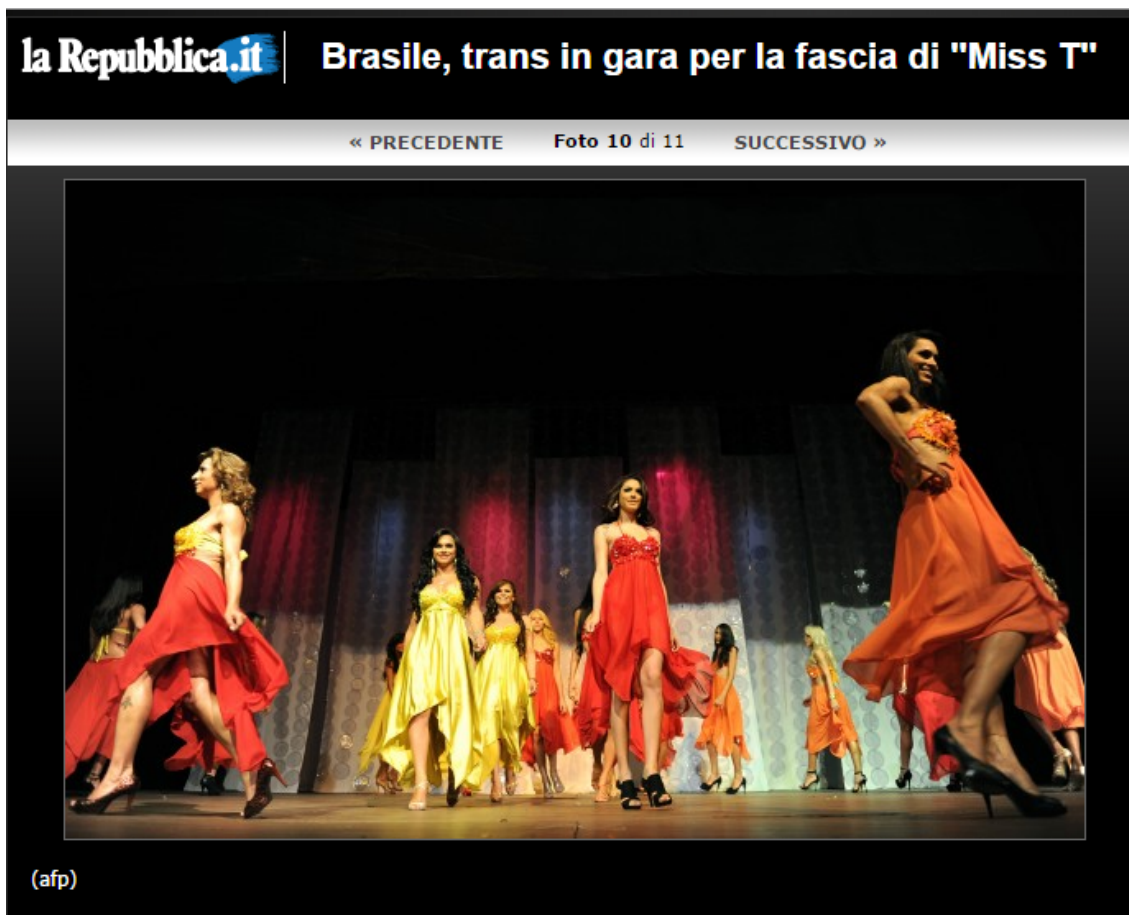 la Repubblica.it
Brasile, trans in gara per la fascia di "Miss T"
« PRECEDENTE Foto 10 di 11 SUCCESSIVO »
(afp)